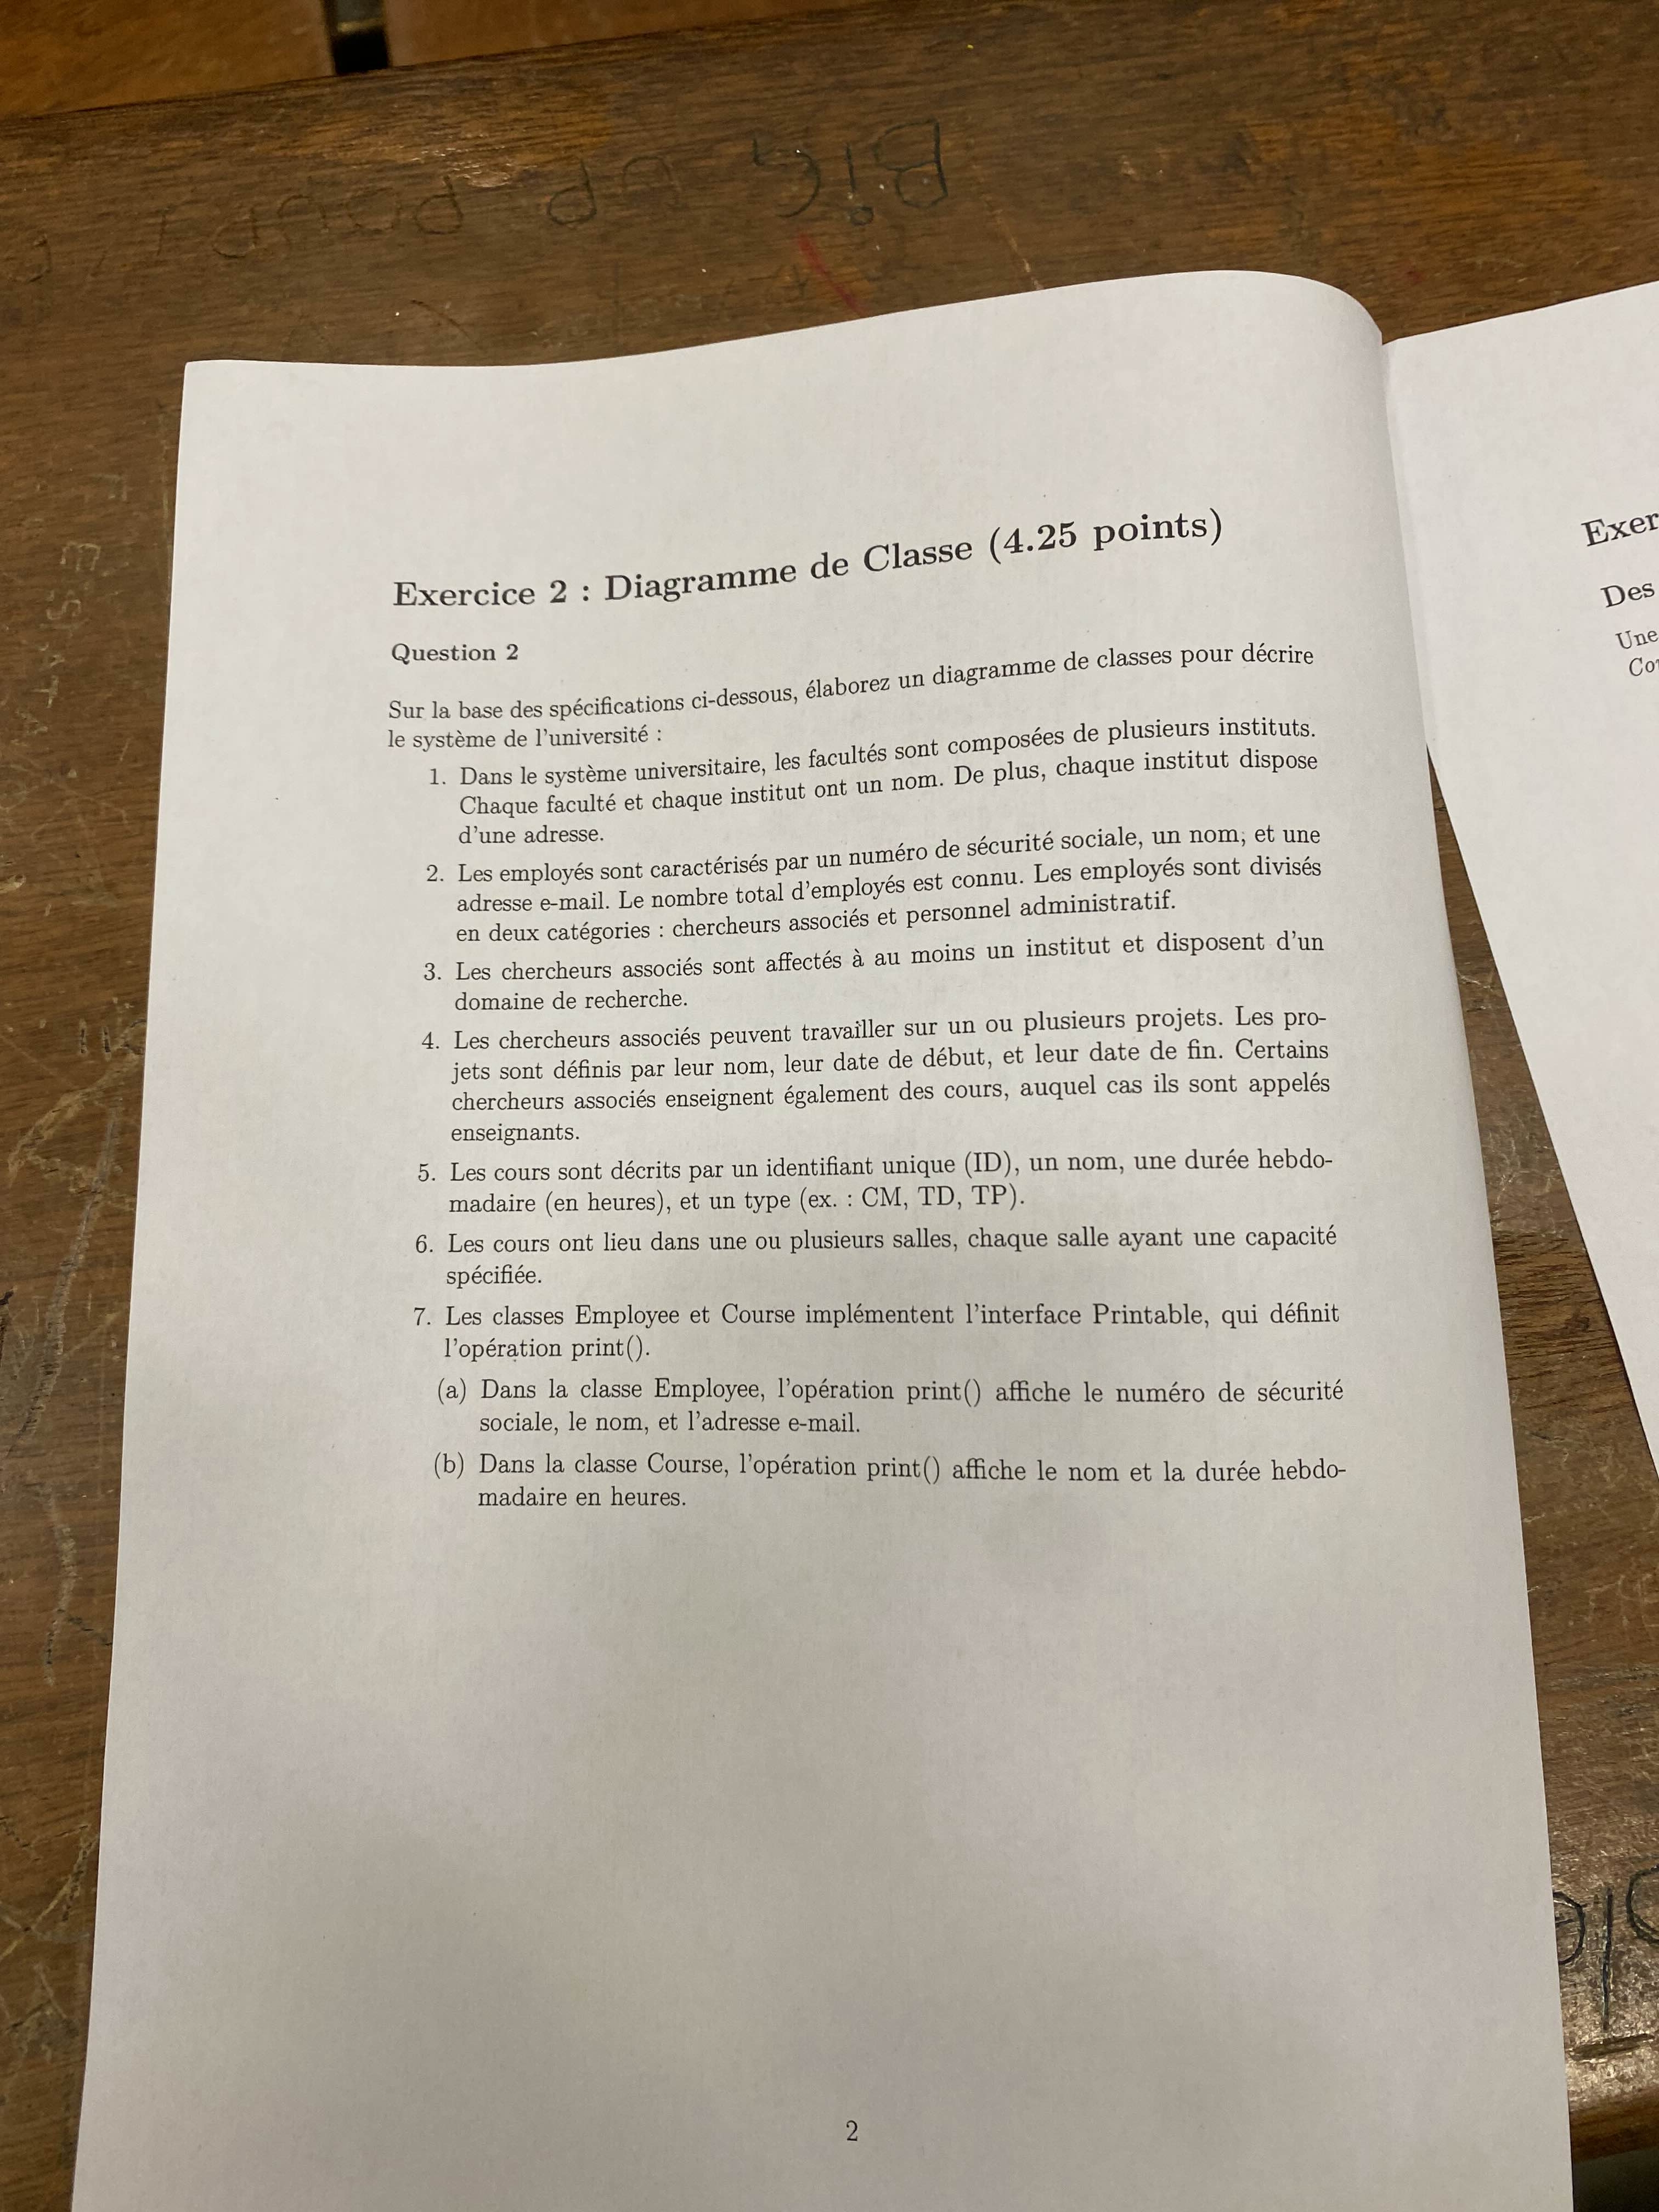 BiG UP
Exercice 2 : Diagramme de Classe (4.25 points)
Question 2
Sur la base des spécifications ci-dessous, élaborez un diagramme de classes pour décrire
le système de l'université :
1. Dans le système universitaire, les facultés sont composées de plusieurs instituts.
Chaque faculté et chaque institut ont un nom. De plus, chaque institut dispose
d'une adresse.
2. Les employés sont caractérisés par un numéro de sécurité sociale, un nom, et une
adresse e-mail. Le nombre total d'employés est connu. Les employés sont divisés
en deux catégories : chercheurs associés et personnel administratif.
3. Les chercheurs associés sont affectés à au moins un institut et disposent d'un
domaine de recherche.
4. Les chercheurs associés peuvent travailler sur un ou plusieurs projets. Les pro-
jets sont définis par leur nom, leur date de début, et leur date de fin. Certains
chercheurs associés enseignent également des cours, auquel cas ils sont appelés
enseignants.
5. Les cours sont décrits par un identifiant unique (ID), un nom, une durée hebdo-
madaire (en heures), et un type (ex. : CM, TD, TP).
6. Les cours ont lieu dans une ou plusieurs salles, chaque salle ayant une capacité
spécifiée.
7. Les classes Employee et Course implémentent l'interface Printable, qui définit
l'opération print().
(a) Dans la classe Employee, l'opération print() affiche le numéro de sécurité
sociale, le nom, et l'adresse e-mail.
(b) Dans la classe Course, l'opération print() affiche le nom et la durée hebdo-
madaire en heures.
2
Exer
Des
Une